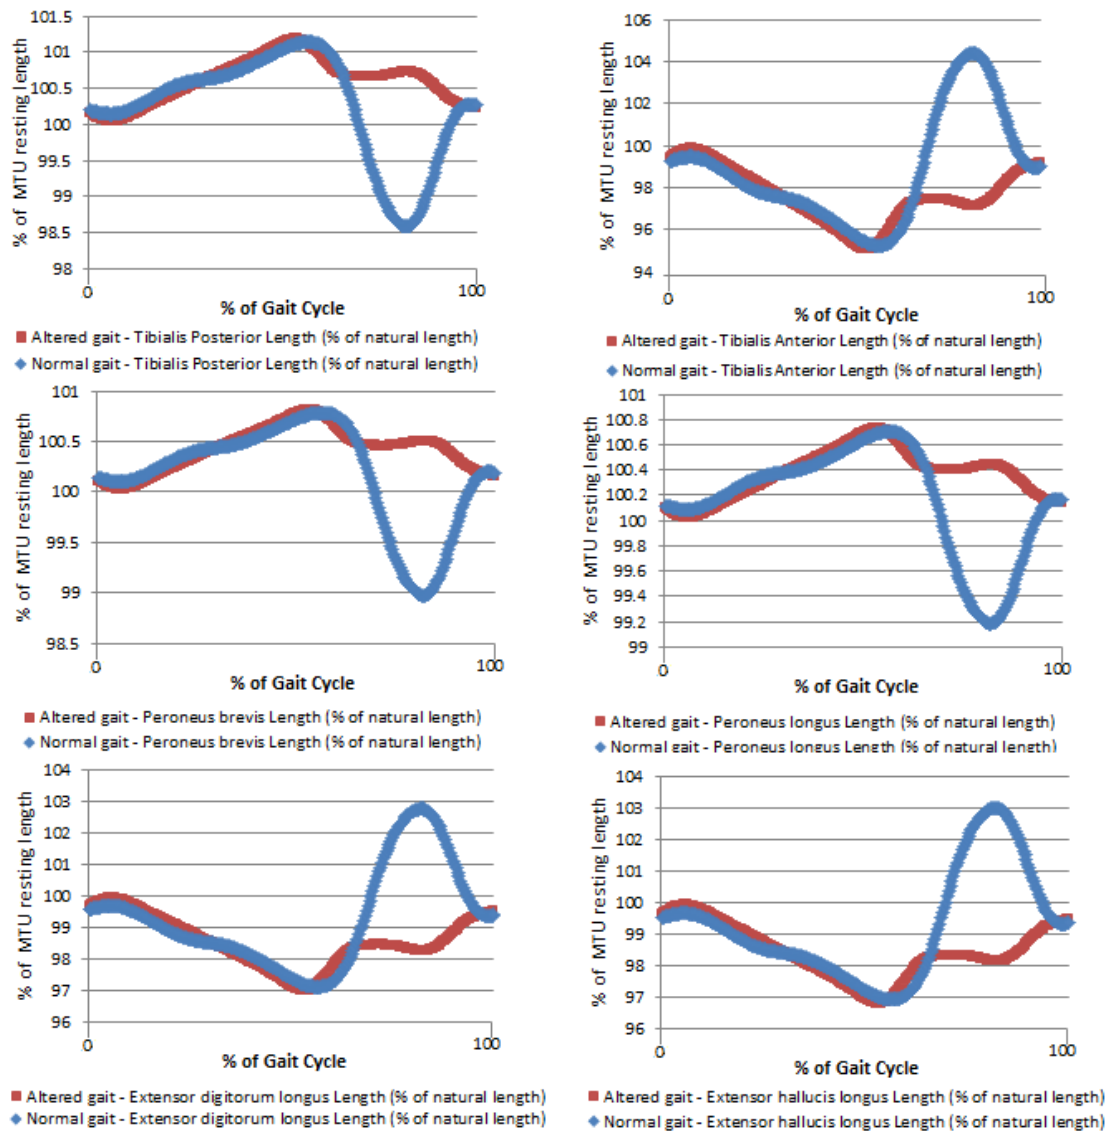 % of MTU resting length
101.5
101
100.5
100
99.5
99
98.5
98
0
100
% of Gait Cycle
Altered gait - Tibialis Posterior Length (% of natural length)
Normal gait - Tibialis Posterior Length (% of natural length)
% of MTU resting length
106
104
102
100
98
96
94
0
100
% of Gait Cycle
Altered gait - Tibialis Anterior Length (% of natural length)
Normal gait - Tibialis Anterior Length (% of natural length)
% of MTU resting length
101
100.5
100
99.5
99
98.5
0
100
% of Gait Cycle
Altered gait - Peroneus brevis Length (% of natural length)
Normal gait - Peroneus brevis Length (% of natural length)
% of MTU resting length
101
100.8
100.6
100.4
100.2
100
99.8
99.6
99.4
99.2
99
0
100
% of Gait Cycle
Altered gait - Peroneus longus Length (% of natural length)
Normal gait - Peroneus longus Length (% of natural length)
% of MTU resting length
104
103
102
101
100
99
98
97
96
0
100
% of Gait Cycle
Altered gait - Extensor digitorum longus Length (% of natural length)
Normal gait - Extensor digitorum longus Length (% of natural length)
% of MTU resting length
104
103
102
101
100
99
98
97
96
0
100
% of Gait Cycle
Altered gait - Extensor hallucis longus Length (% of natural length)
Normal gait - Extensor hallucis longus Length (% of natural length)